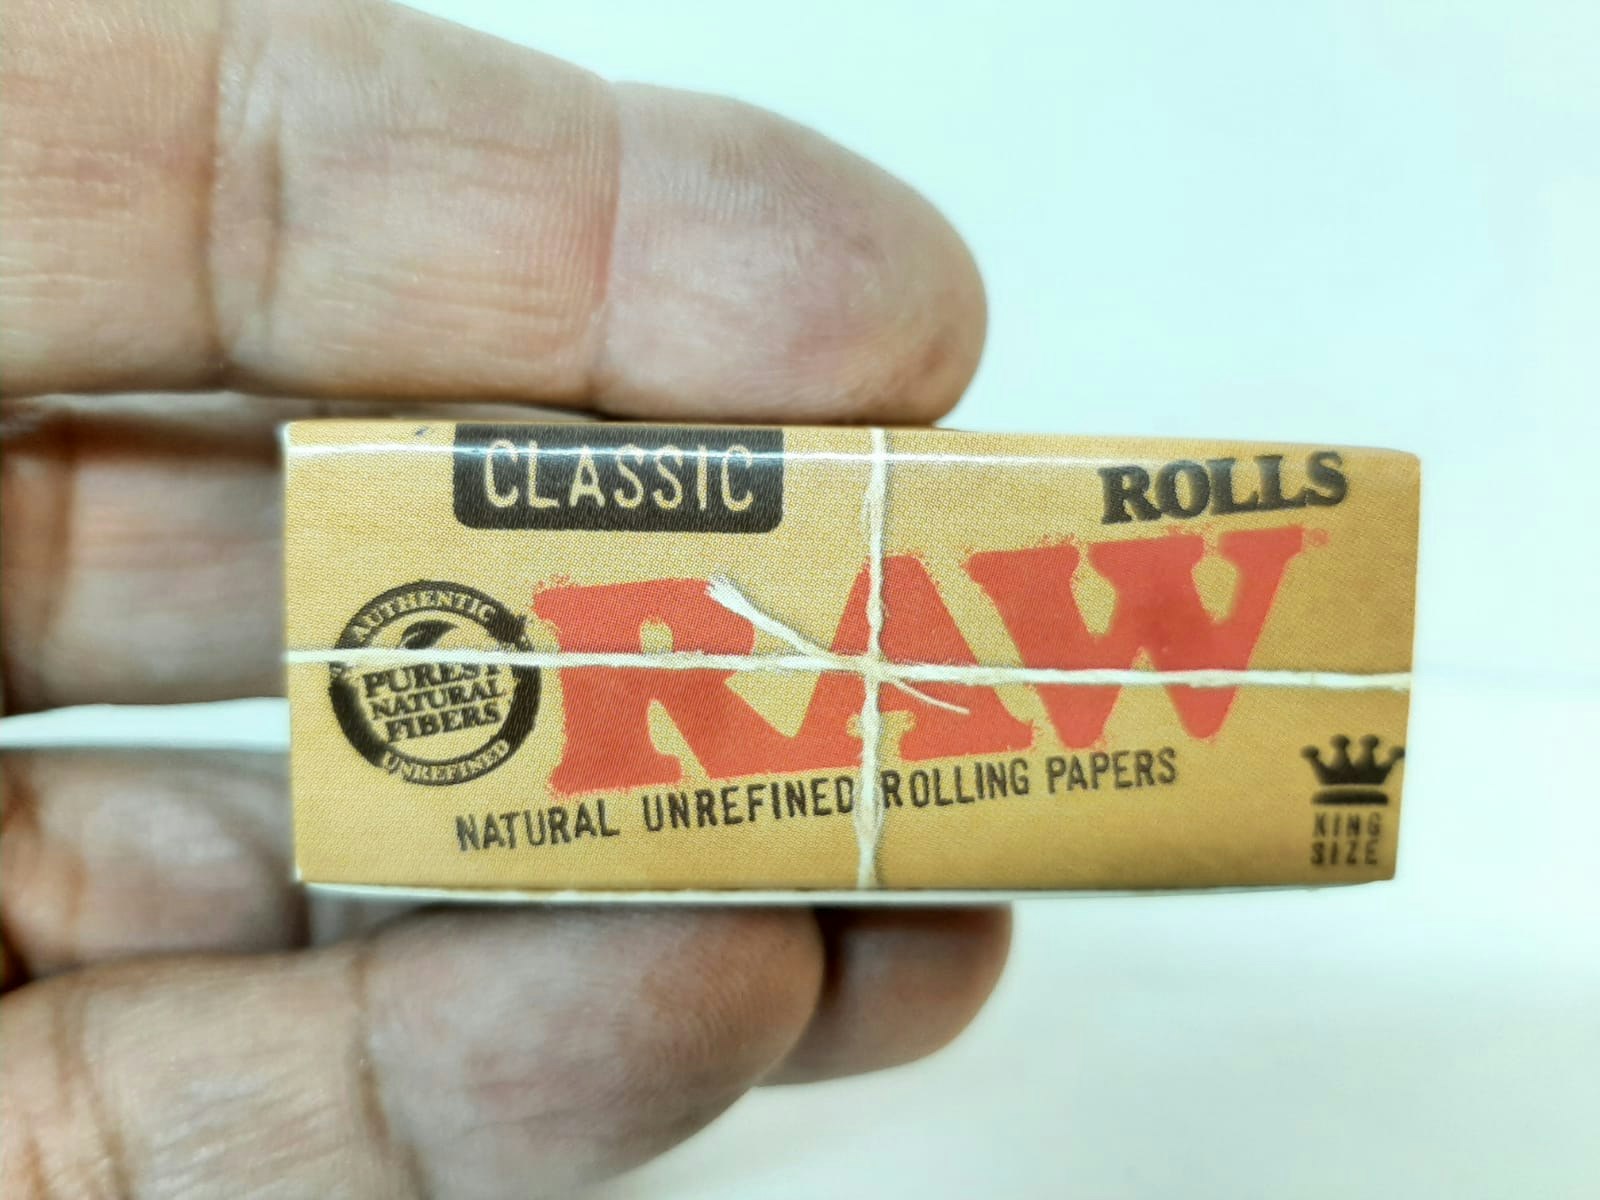 CLASSIC
ROLLS
RAW®
AUTHENTIC
PUREST
NATURAL
FIBERS
UNREFINED
NATURAL UNREFINED ROLLING PAPERS
KING
SIZE